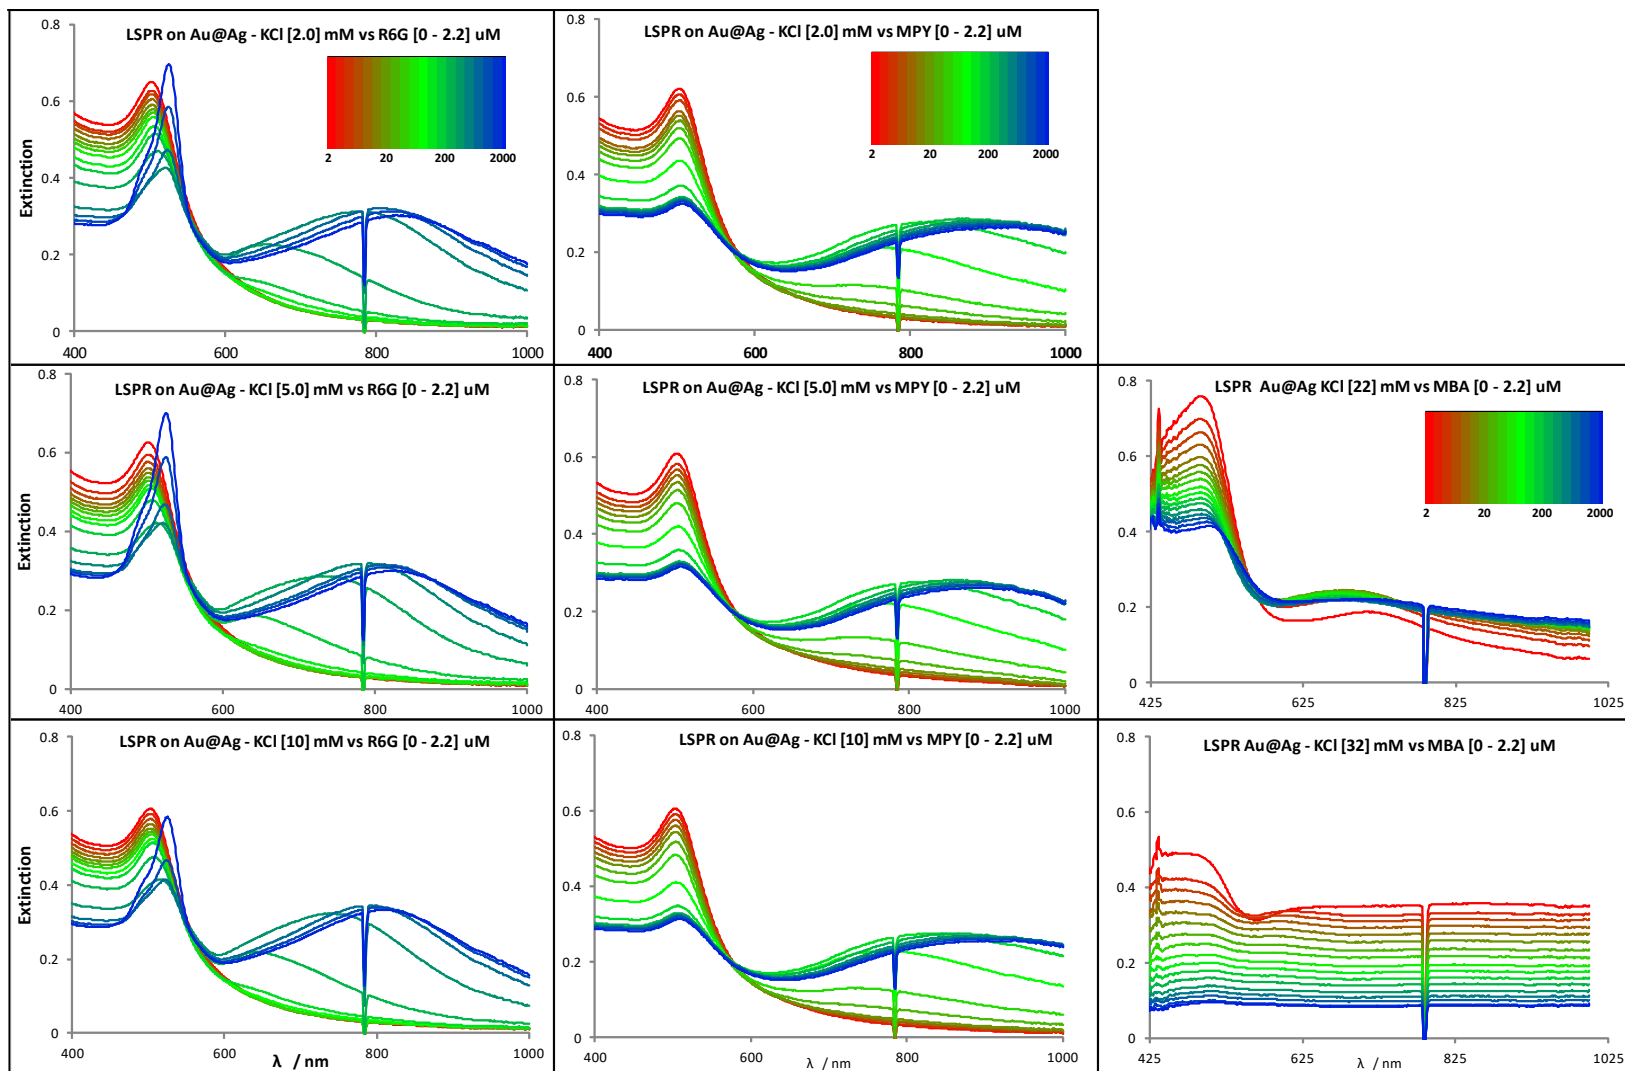 LSPR on Au@Ag - KCl [2.0] mM vs R6G [0 - 2.2] uM
0.8
0.6
0.4
0.2
0
2 20 200 2000
Extinction
400 600 800 1000
LSPR on Au@Ag - KCl [2.0] mM vs MPY [0 - 2.2] uM
0.8
0.6
0.4
0.2
0
2 20 200 2000
400 600 800 1000
LSPR on Au@Ag - KCl [5.0] mM vs R6G [0 - 2.2] uM
0.8
0.6
0.4
0.2
0
Extinction
400 600 800 1000
LSPR on Au@Ag - KCl [5.0] mM vs MPY [0 - 2.2] uM
0.8
0.6
0.4
0.2
0
400 600 800 1000
LSPR Au@Ag KCl [22] mM vs MBA [0 - 2.2] uM
0.8
0.6
0.4
0.2
0
2 20 200 2000
425 625 825 1025
LSPR on Au@Ag - KCl [10] mM vs R6G [0 - 2.2] uM
0.8
0.6
0.4
0.2
0
Extinction
400 600 800 1000
λ / nm
LSPR on Au@Ag - KCl [10] mM vs MPY [0 - 2.2] uM
0.8
0.6
0.4
0.2
0
400 600 800 1000
λ / nm
LSPR Au@Ag - KCl [32] mM vs MBA [0 - 2.2] uM
0.8
0.6
0.4
0.2
0
425 625 825 1025
λ / nm